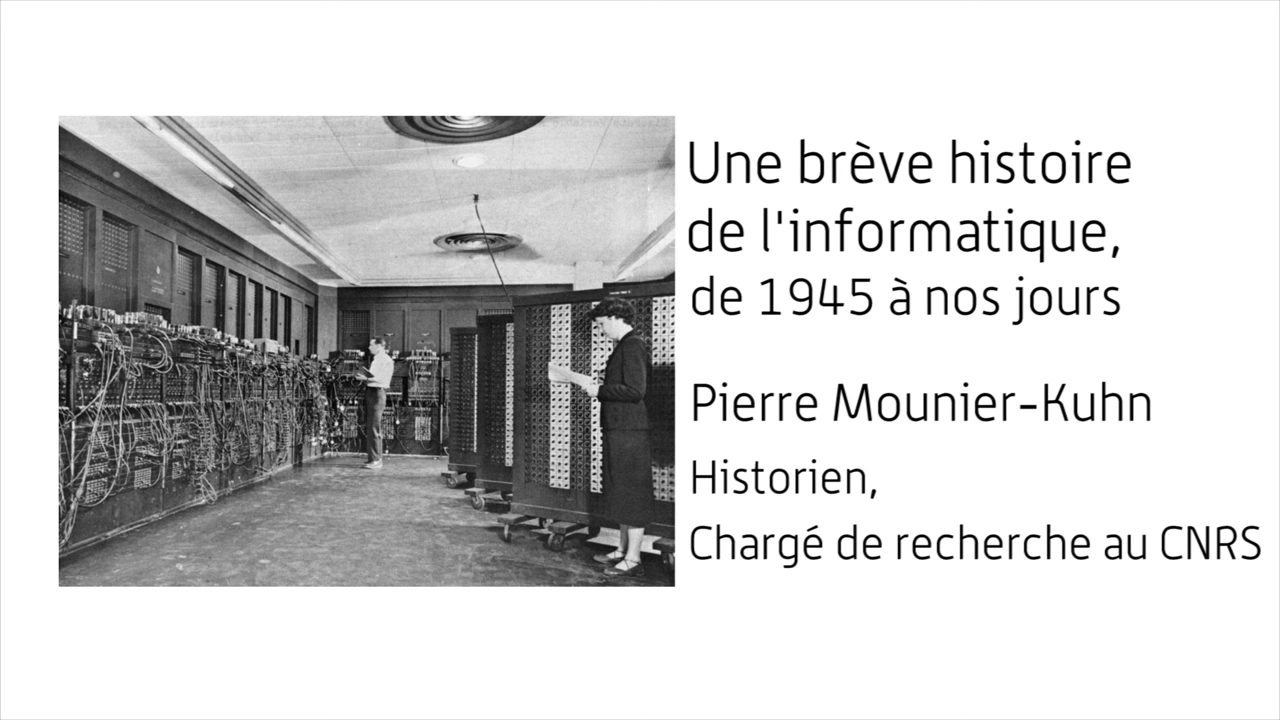 Une brève histoire
de l'informatique,
de 1945 à nos jours
Pierre Mounier-Kuhn
Historien,
Chargé de recherche au CNRS